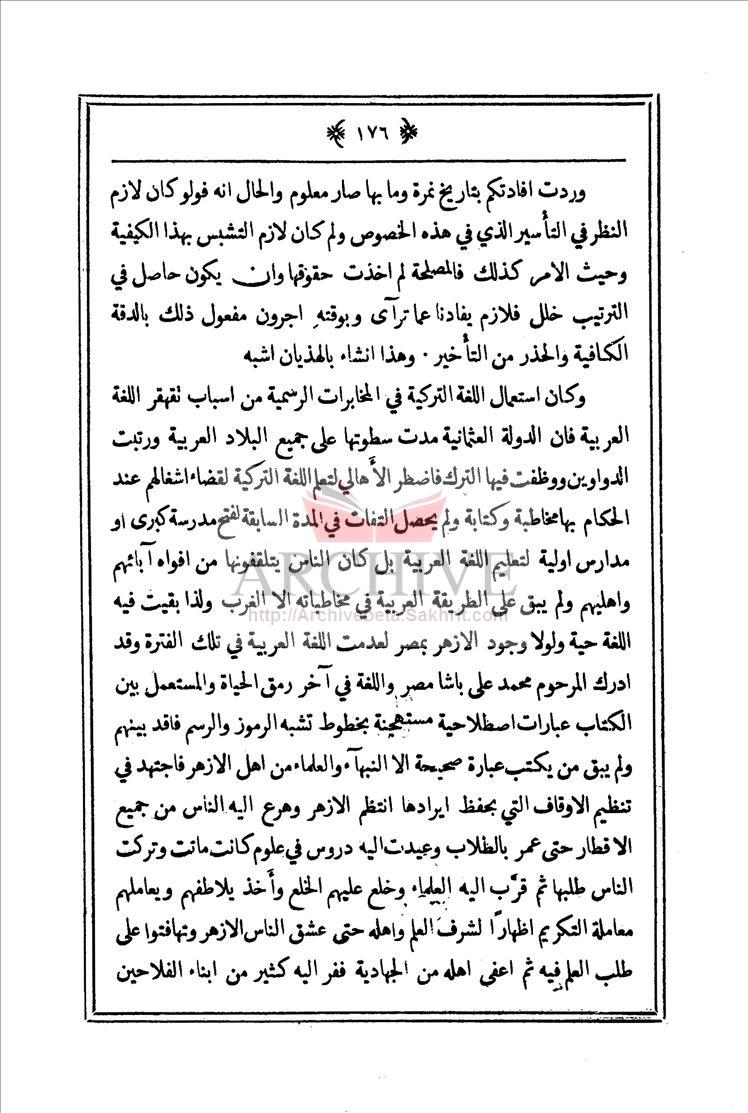 ١٧٦
وردت افادتكم بتاريخ نمرة وما بها صار معلوم والحال انه فولو كان لازم
النظر في التأسير الذي في هذه الخصوص ولم كان لازم التشبس بهذا الكيفية
وحيث الامر كذلك فالمصلحة لم اخذت حقوقها وان يكون حاصل في
الترتيب خلل فلازم يفادنا عما ترآى وبوقته اجرون مفعول ذلك بالدقة
الكافية والحذر من التأخير . وهذا انشاء بالهذيان اشبه
وكان استعمال اللغة التركية في المخابرات الرسمية من اسباب تقهقر اللغة
العربية فان الدولة العثمانية مدت سطوتها على جميع البلاد العربية ورتبت
الدواوين ووظفت فيها الترك فاضطر الأهالي لتعلم اللغة التركية لقضاء اشغالهم عند
الحكام بها مخاطبة وكتابة ولم يحصل التفات في المدة السابقة لفتح مدرسة كبرى او
مدارس اولية لتعليم اللغة العربية بل كان الناس يتلقفونها من افواه آبائهم
واهليهم ولم يبق على الطريقة العربية في مخاطباته الا الغرب ولذا بقيت فيه
اللغة حية ولولا وجود الازهر بمصر لعدمت اللغة العربية في تلك الفترة وقد
ادرك المرحوم محمد على باشا مصر واللغة في آخر رمق الحياة والمستعمل بين
الكتاب عبارات اصطلاحية مستهجنة بخطوط تشبه الرموز والرسم فاقد بينهم
ولم يبق من يكتب عبارة صحيحة الا النبهآء والعلماء من اهل الازهر فاجتهد في
تنظيم الاوقاف التي بحفظ ايرادها انتظم الازهر وهرع اليه الناس من جميع
الاقطار حتى عمر بالطلاب وعيدت اليه دروس في علوم كانت ماتت وتركت
الناس طلبها ثم قرَّب اليه العلماء وخلع عليهم الخلع وأخذ يلاطفهم ويعاملهم
معاملة التكريم اظهارًا لشرف العلم واهله حتى عشق الناس الازهر وتهافتوا على
طلب العلم فيه ثم اعفى اهله من الجهادية ففر اليه كثير من ابناء الفلاحين
ARCHIVE
http://Archivebeta.Sakhrit.com